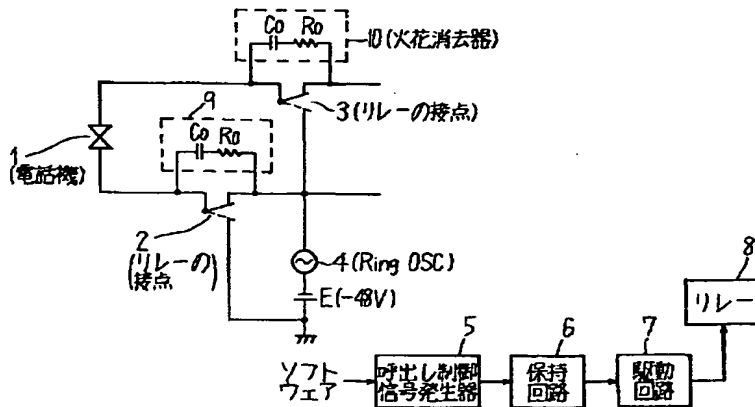 Co Ro
10(火花消去器)
9
3(リレーの接点)
Co Ro
1
(電話機)
2
(リレーの
接点
4(Ring OSC)
E(-48V)
8
リレー
5
6
7
ソフト
ウェア
呼出し制御
信号発生器
保持
回路
駆動
回路